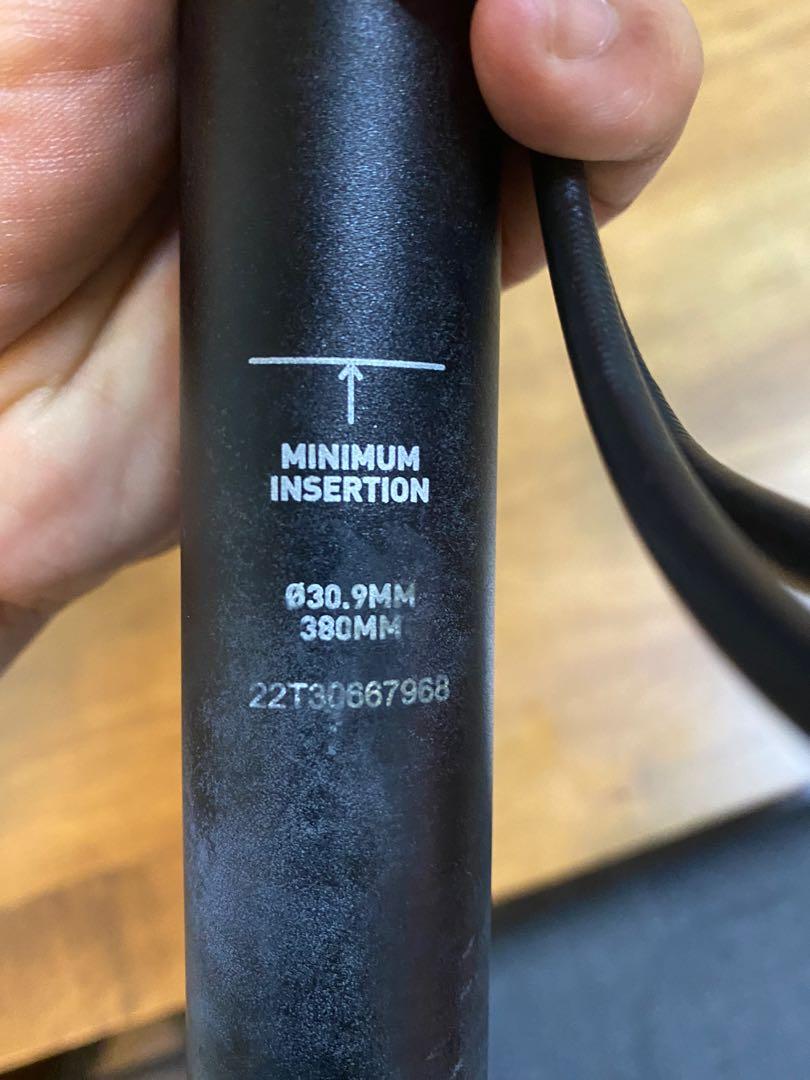 MINIMUM
INSERTION
Ø30.9MM
380MM
22T30667968